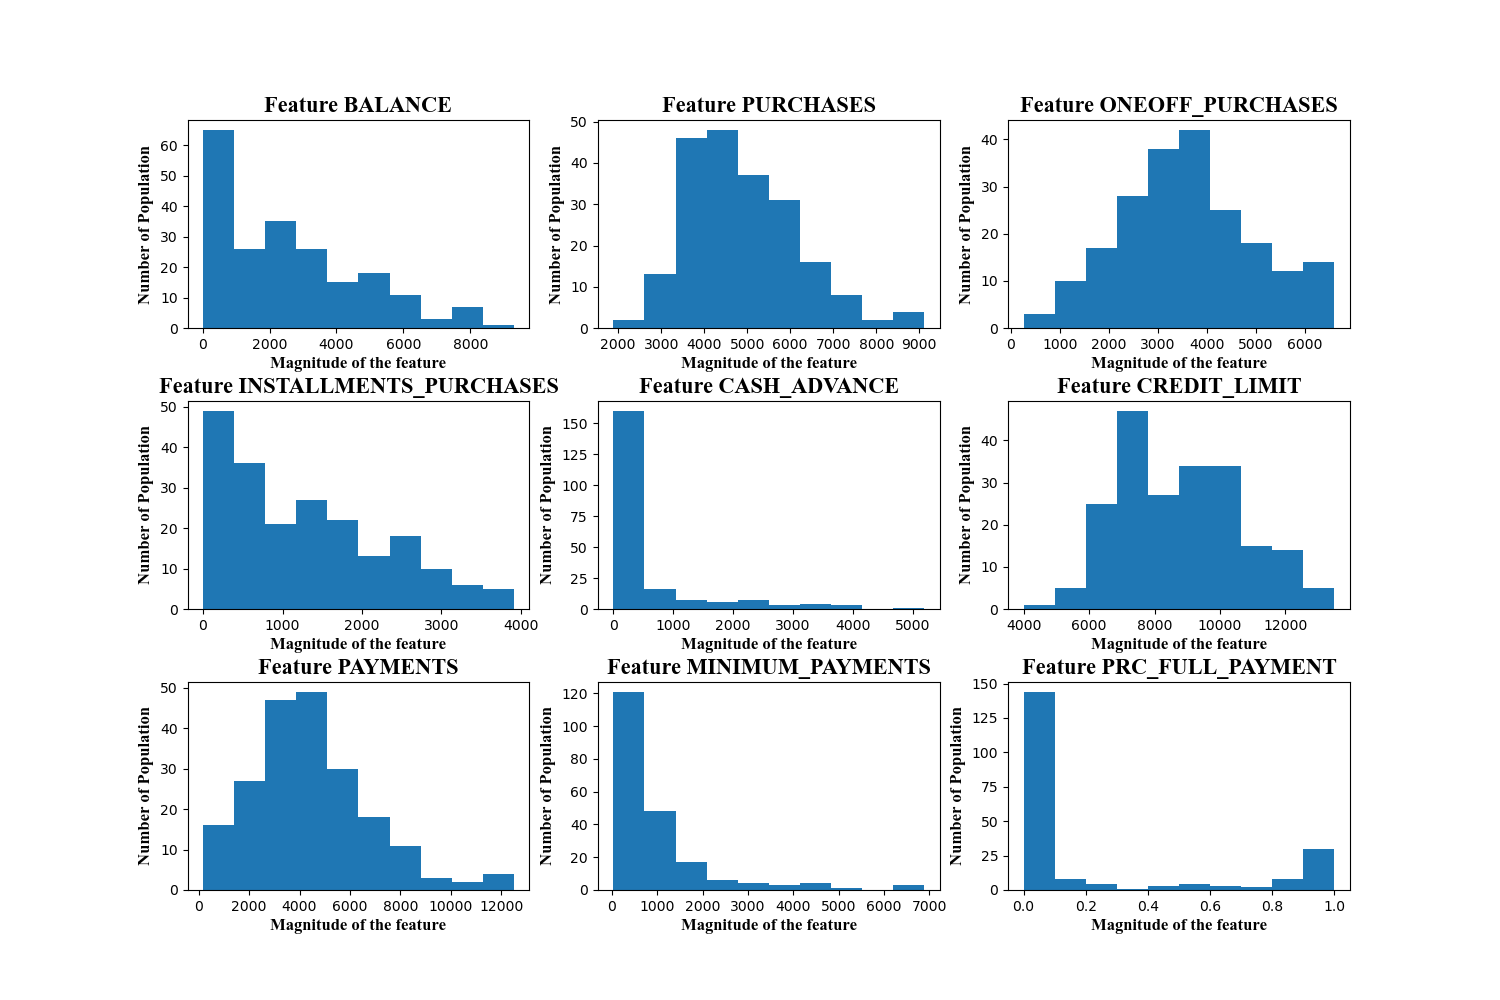 Feature BALANCE
Number of Population
60
50
40
30
20
10
0
0 2000 4000 6000 8000
Magnitude of the feature
Feature PURCHASES
Number of Population
50
40
30
20
10
0
2000 3000 4000 5000 6000 7000 8000 9000
Magnitude of the feature
Feature ONEOFF_PURCHASES
Number of Population
40
30
20
10
0
0 1000 2000 3000 4000 5000 6000
Magnitude of the feature
Feature INSTALLMENTS_PURCHASES
Number of Population
50
40
30
20
10
0
0 1000 2000 3000 4000
Magnitude of the feature
Feature CASH_ADVANCE
Number of Population
150
125
100
75
50
25
0
0 1000 2000 3000 4000 5000
Magnitude of the feature
Feature CREDIT_LIMIT
Number of Population
40
30
20
10
0
4000 6000 8000 10000 12000
Magnitude of the feature
Feature PAYMENTS
Number of Population
50
40
30
20
10
0
0 2000 4000 6000 8000 10000 12000
Magnitude of the feature
Feature MINIMUM_PAYMENTS
Number of Population
120
100
80
60
40
20
0
0 1000 2000 3000 4000 5000 6000 7000
Magnitude of the feature
Feature PRC_FULL_PAYMENT
Number of Population
150
125
100
75
50
25
0
0.0 0.2 0.4 0.6 0.8 1.0
Magnitude of the feature